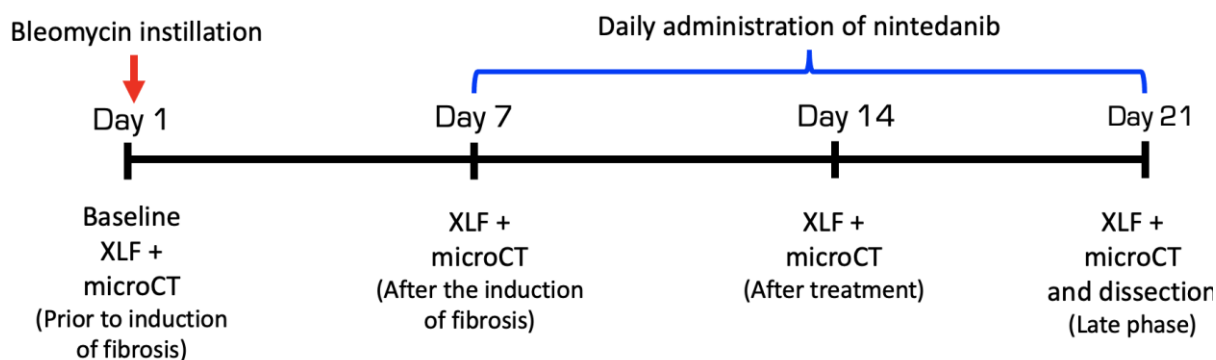 Bleomycin instillation
Daily administration of nintedanib
Day 1
Day 7
Day 14
Day 21
Baseline
XLF +
microCT
(Prior to induction
of fibrosis)
XLF +
microCT
(After the induction
of fibrosis)
XLF +
microCT
(After treatment)
XLF +
microCT
and dissection
(Late phase)